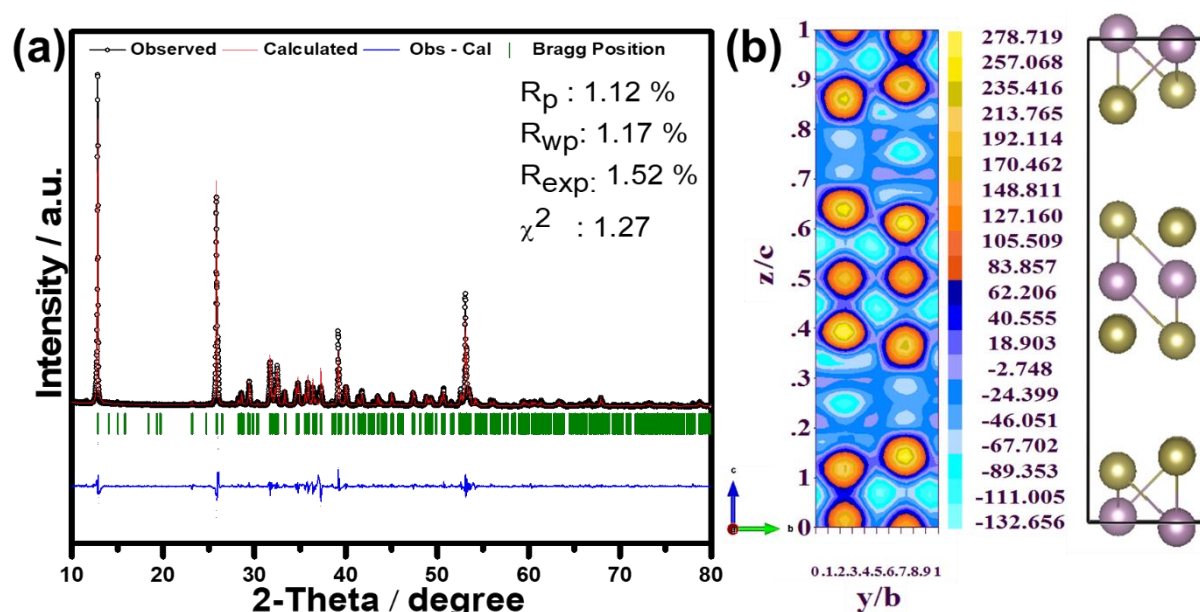 (a)
Observed
Calculated
Obs - Cal
Bragg Position
Rp : 1.12 %
Rwp : 1.17 %
Rexp: 1.52 %
χ2 : 1.27
Intensity / a.u.
10 20 30 40 50 60 70 80
2-Theta / degree
(b)
1
.9
.8
.7
.6
.5
.4
.3
.2
1
0
z/c
0.1.2.3.4.5.6.7.8.9 1
y/b
c
b
278.719
257.068
235.416
213.765
192.114
170.462
148.811
127.160
105.509
83.857
62.206
40.555
18.903
-2.748
-24.399
-46.051
-67.702
-89.353
-111.005
-132.656